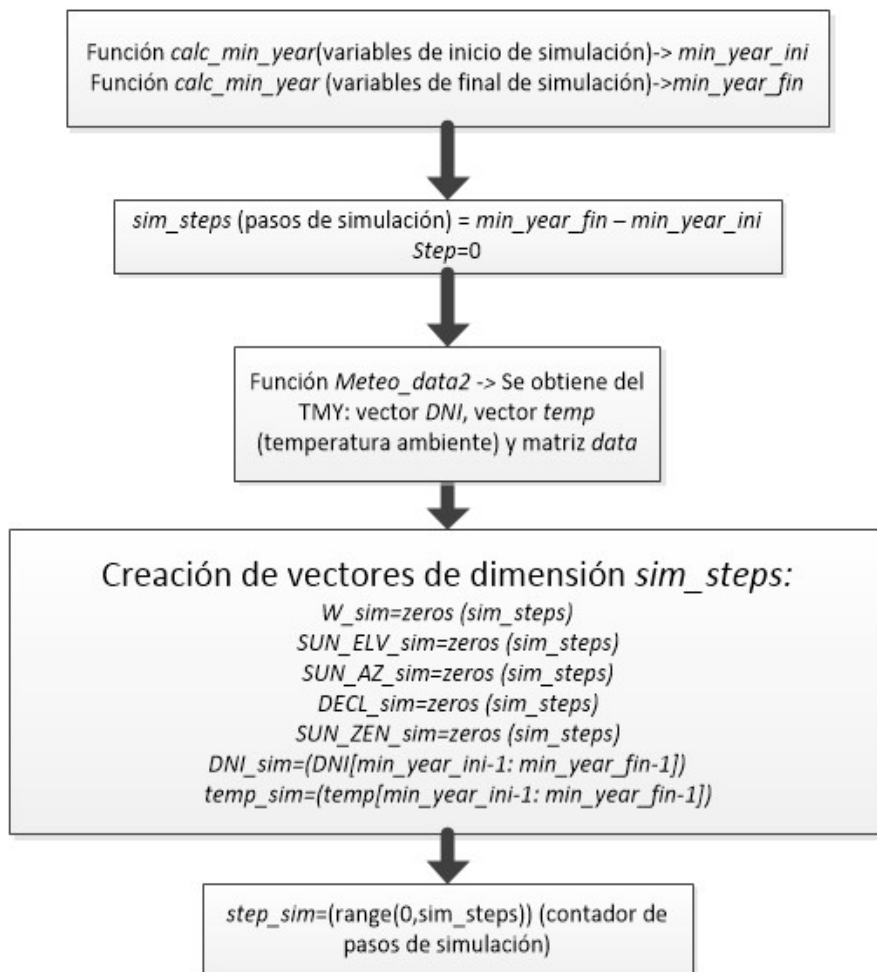 Función calc_min_year(variables de inicio de simulación)-> min_year_ini
Función calc_min_year (variables de final de simulación)->min_year_fin
sim_steps (pasos de simulación) = min_year_fin – min_year_ini
Step=0
Función Meteo_data2 -> Se obtiene del
TMY: vector DNI, vector temp
(temperatura ambiente) y matriz data
Creación de vectores de dimensión sim_steps:
W_sim=zeros (sim_steps)
SUN_ELV_sim=zeros (sim_steps)
SUN_AZ_sim=zeros (sim_steps)
DECL_sim=zeros (sim_steps)
SUN_ZEN_sim=zeros (sim_steps)
DNI_sim=(DNI[min_year_ini-1: min_year_fin-1])
temp_sim=(temp[min_year_ini-1: min_year_fin-1])
step_sim=(range(0,sim_steps)) (contador de
pasos de simulación)